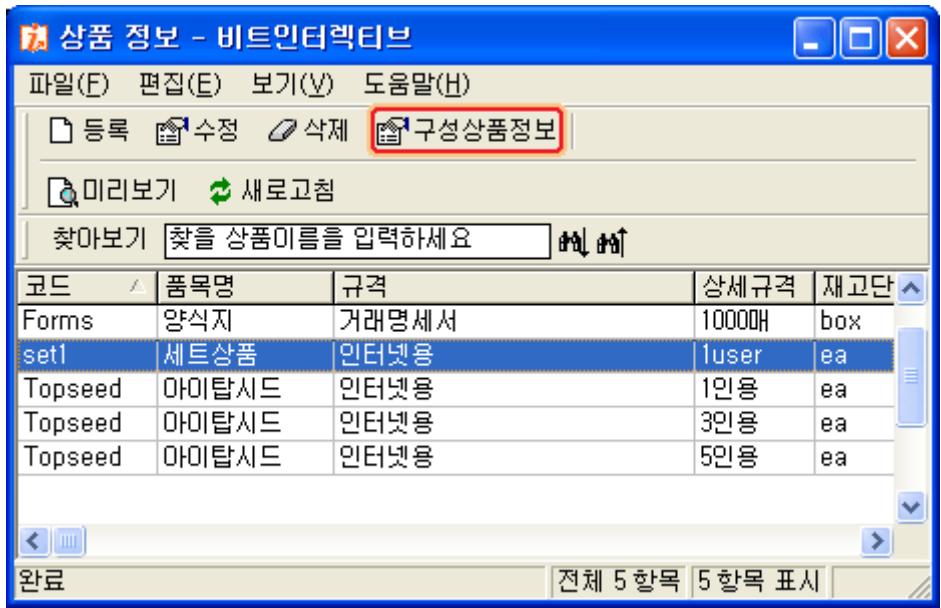 상품 정보 - 비트인터렉티브
파일(F) 편집(E) 보기(V) 도움말(H)
등록 수정 삭제 구성상품정보
미리보기 새로고침
찾아보기 찾을 상품이름을 입력하세요
코드 품목명 규격 상세규격 재고단
Forms 양식지 거래명세서 1000매 box
set1 세트상품 인터넷용 1user ea
Topseed 아이탑시드 인터넷용 1인용 ea
Topseed 아이탑시드 인터넷용 3인용 ea
Topseed 아이탑시드 인터넷용 5인용 ea
완료 전체 5 항목 5 항목 표시